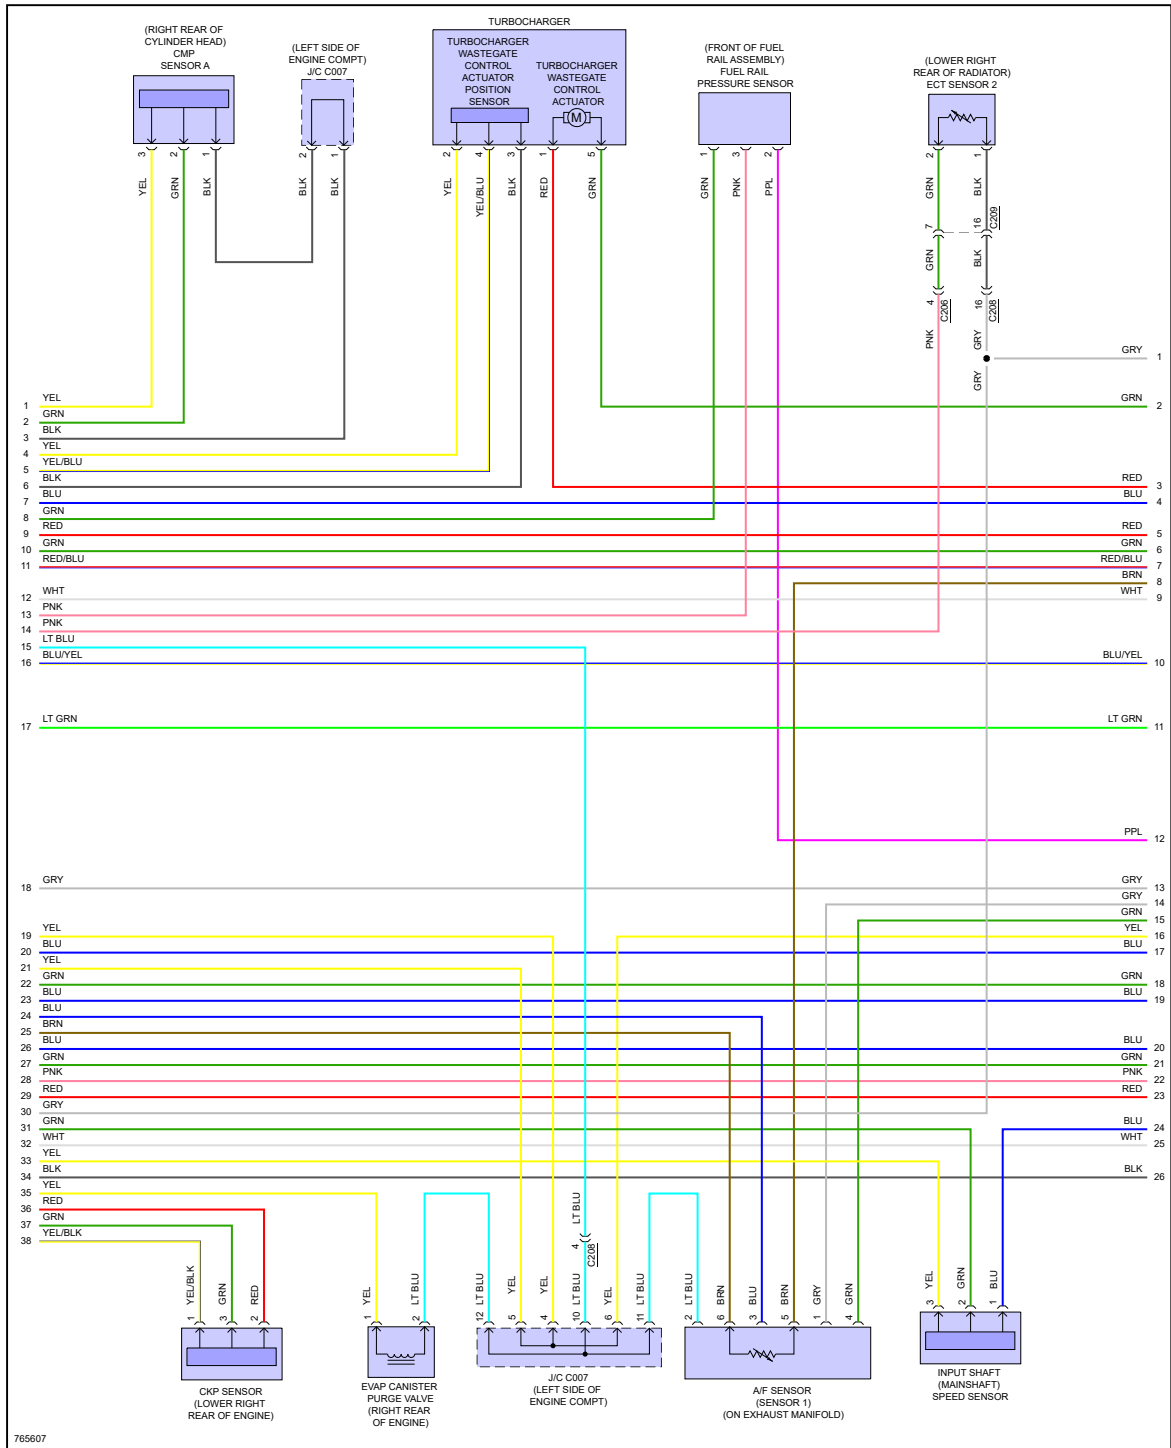 TURBOCHARGER
(RIGHT REAR OF
CYLINDER HEAD)
CMP
SENSOR A
(LEFT SIDE OF
ENGINE COMPT)
J/C C007
TURBOCHARGER
WASTEGATE
CONTROL
ACTUATOR
POSITION
SENSOR
TURBOCHARGER
WASTEGATE
CONTROL
ACTUATOR
M
(FRONT OF FUEL
RAIL ASSEMBLY)
FUEL RAIL
PRESSURE SENSOR
(LOWER RIGHT
REAR OF RADIATOR)
ECT SENSOR 2
3 2 1 2 1 2 4 3 1 5 1 3 2 2 1
YEL GRN BLK BLK BLK YEL YEL/BLU BLK RED GRN GRN PNK PPL GRN BLK
7 16 C209
GRN BLK
4 C206 16 C208
PNK GRY
GRY 1
GRY
1 YEL GRN 2
2 GRN
3 BLK
4 YEL
5 YEL/BLU
6 BLK RED 3
7 BLU BLU 4
8 GRN
9 RED RED 5
10 GRN GRN 6
11 RED/BLU RED/BLU 7
BRN 8
12 WHT WHT 9
13 PNK
14 PNK
15 LT BLU
16 BLU/YEL BLU/YEL 10
17 LT GRN LT GRN 11
PPL 12
18 GRY GRY 13
GRY 14
GRN 15
19 YEL YEL 16
20 BLU BLU 17
21 YEL
22 GRN GRN 18
23 BLU BLU 19
24 BLU
25 BRN
26 BLU BLU 20
27 GRN GRN 21
28 PNK PNK 22
29 RED RED 23
30 GRY
31 GRN BLU 24
32 WHT WHT 25
33 YEL
34 BLK BLK 26
35 YEL
36 RED
37 GRN
38 YEL/BLK
LT BLU
4 C208
YEL/BLK GRN RED YEL LT BLU LT BLU YEL YEL LT BLU YEL LT BLU LT BLU BRN BLU BRN GRY GRN YEL GRN BLU
1 3 2 1 2 12 5 4 10 6 11 2 6 3 5 1 4 3 2 1
CKP SENSOR
(LOWER RIGHT
REAR OF ENGINE)
EVAP CANISTER
PURGE VALVE
(RIGHT REAR
OF ENGINE)
J/C C007
(LEFT SIDE OF
ENGINE COMPT)
A/F SENSOR
(SENSOR 1)
(ON EXHAUST MANIFOLD)
INPUT SHAFT
(MAINSHAFT)
SPEED SENSOR
765607